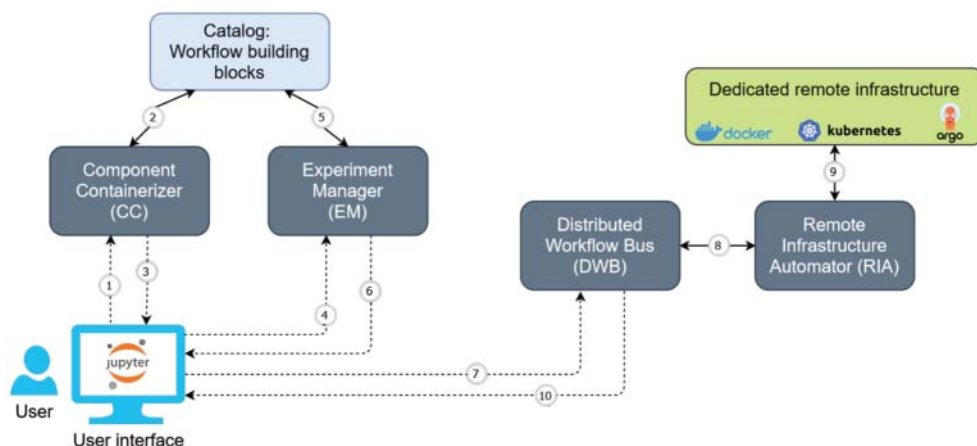 Catalog:
Workflow building
blocks
Dedicated remote infrastructure
docker
kubernetes
argo
2
5
9
Component
Containerizer
(CC)
Experiment
Manager
(EM)
Distributed
Workflow Bus
(DWB)
8
Remote
Infrastructure
Automator (RIA)
1
3
4
6
jupyter
7
10
User
User interface